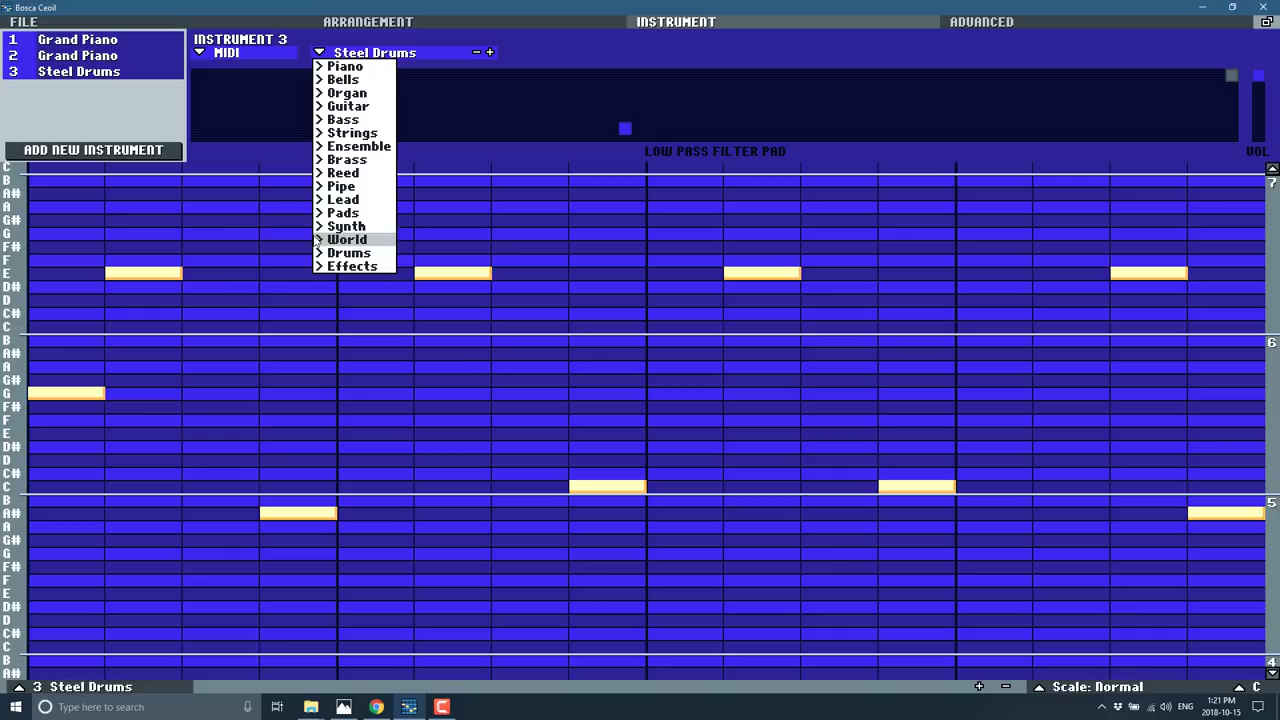 Bosca Ceoil
FILE ARRANGEMENT INSTRUMENT ADVANCED
1 Grand Piano
2 Grand Piano
3 Steel Drums
ADD NEW INSTRUMENT
INSTRUMENT 3
MIDI Steel Drums - +
Piano
Bells
Organ
Guitar
Bass
Strings
Ensemble
Brass
Reed
Pipe
Lead
Pads
Synth
World
Drums
Effects
LOW PASS FILTER PAD VOL
C
B 7
A#
A
G#
G
F#
F
E
D#
D
C#
C
B 6
A#
A
G#
G
F#
F
E
D#
D
C#
C
B 5
A#
A
G#
G
F#
F
E
D#
D
C#
C
B 4
A#
3 Steel Drums + - Scale: Normal C
Type here to search ENG 1:21 PM
2018-10-15